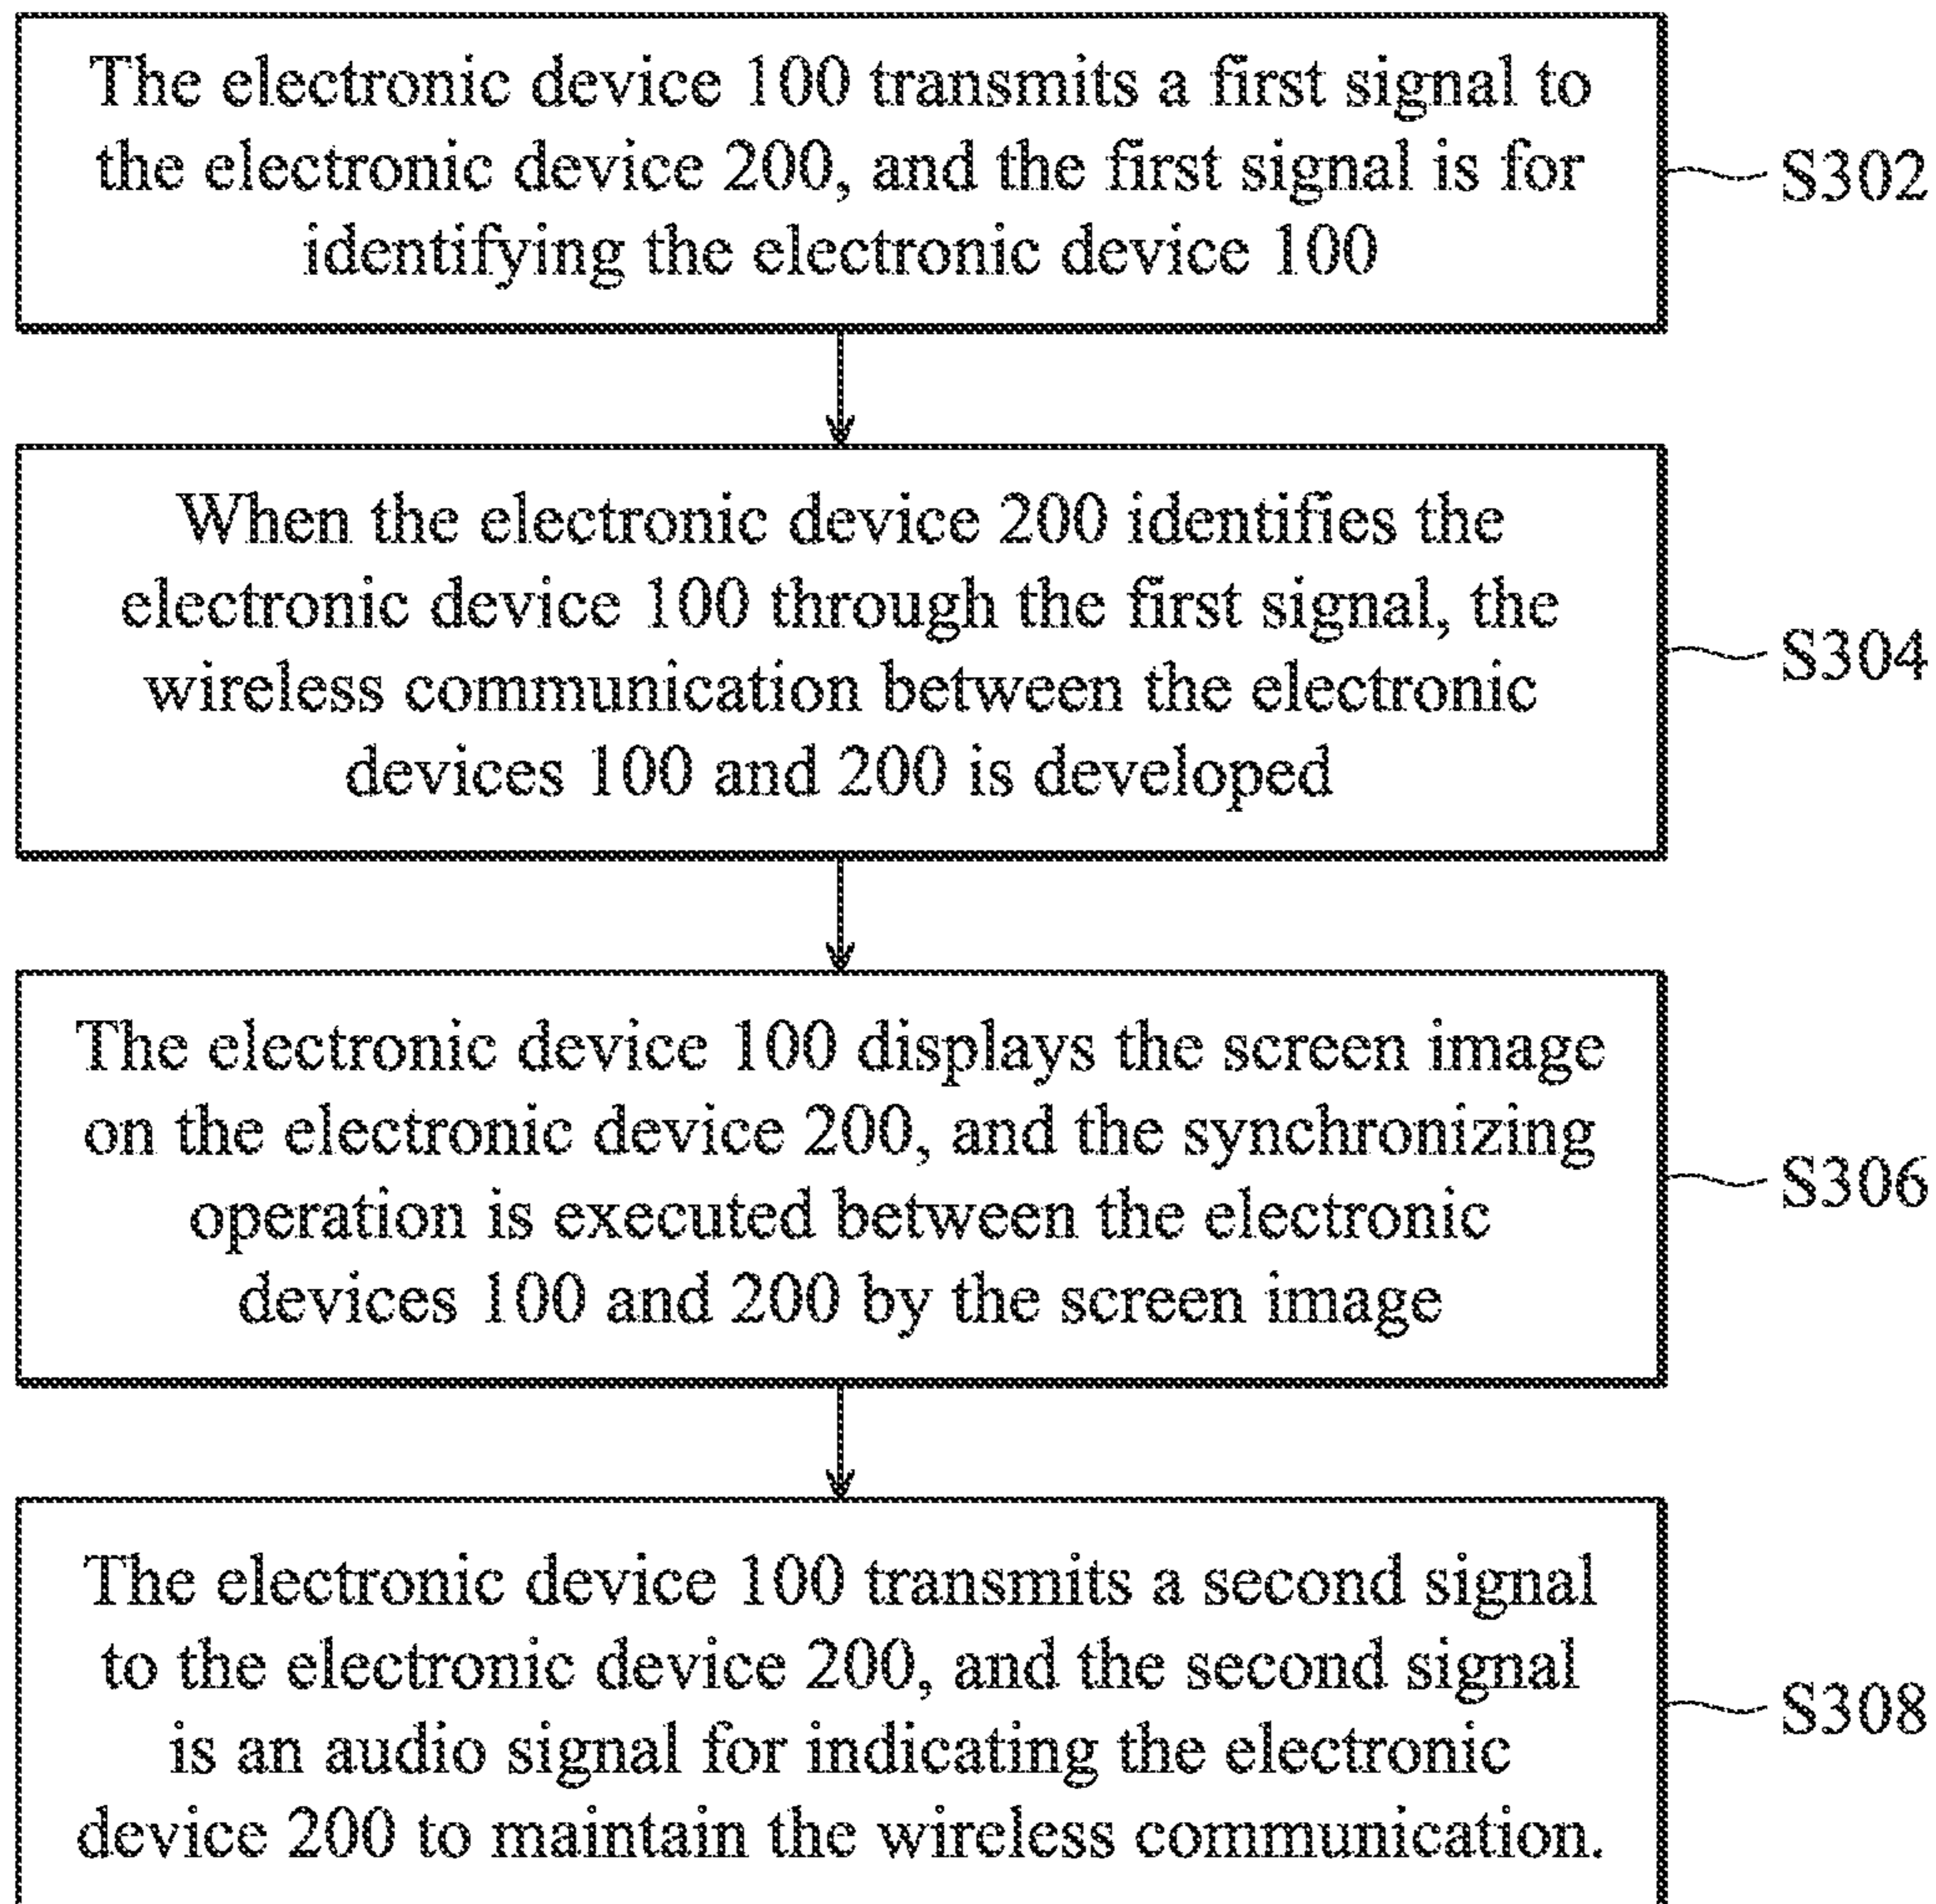 The electronic device 100 transmits a first signal to
the electronic device 200, and the first signal is for
identifying the electronic device 100
S302
When the electronic device 200 identifies the
electronic device 100 through the first signal, the
wireless communication between the electronic
devices 100 and 200 is developed
S304
The electronic device 100 displays the screen image
on the electronic device 200, and the synchronizing
operation is executed between the electronic
devices 100 and 200 by the screen image
S306
The electronic device 100 transmits a second signal
to the electronic device 200, and the second signal
is an audio signal for indicating the electronic
device 200 to maintain the wireless communication.
S308